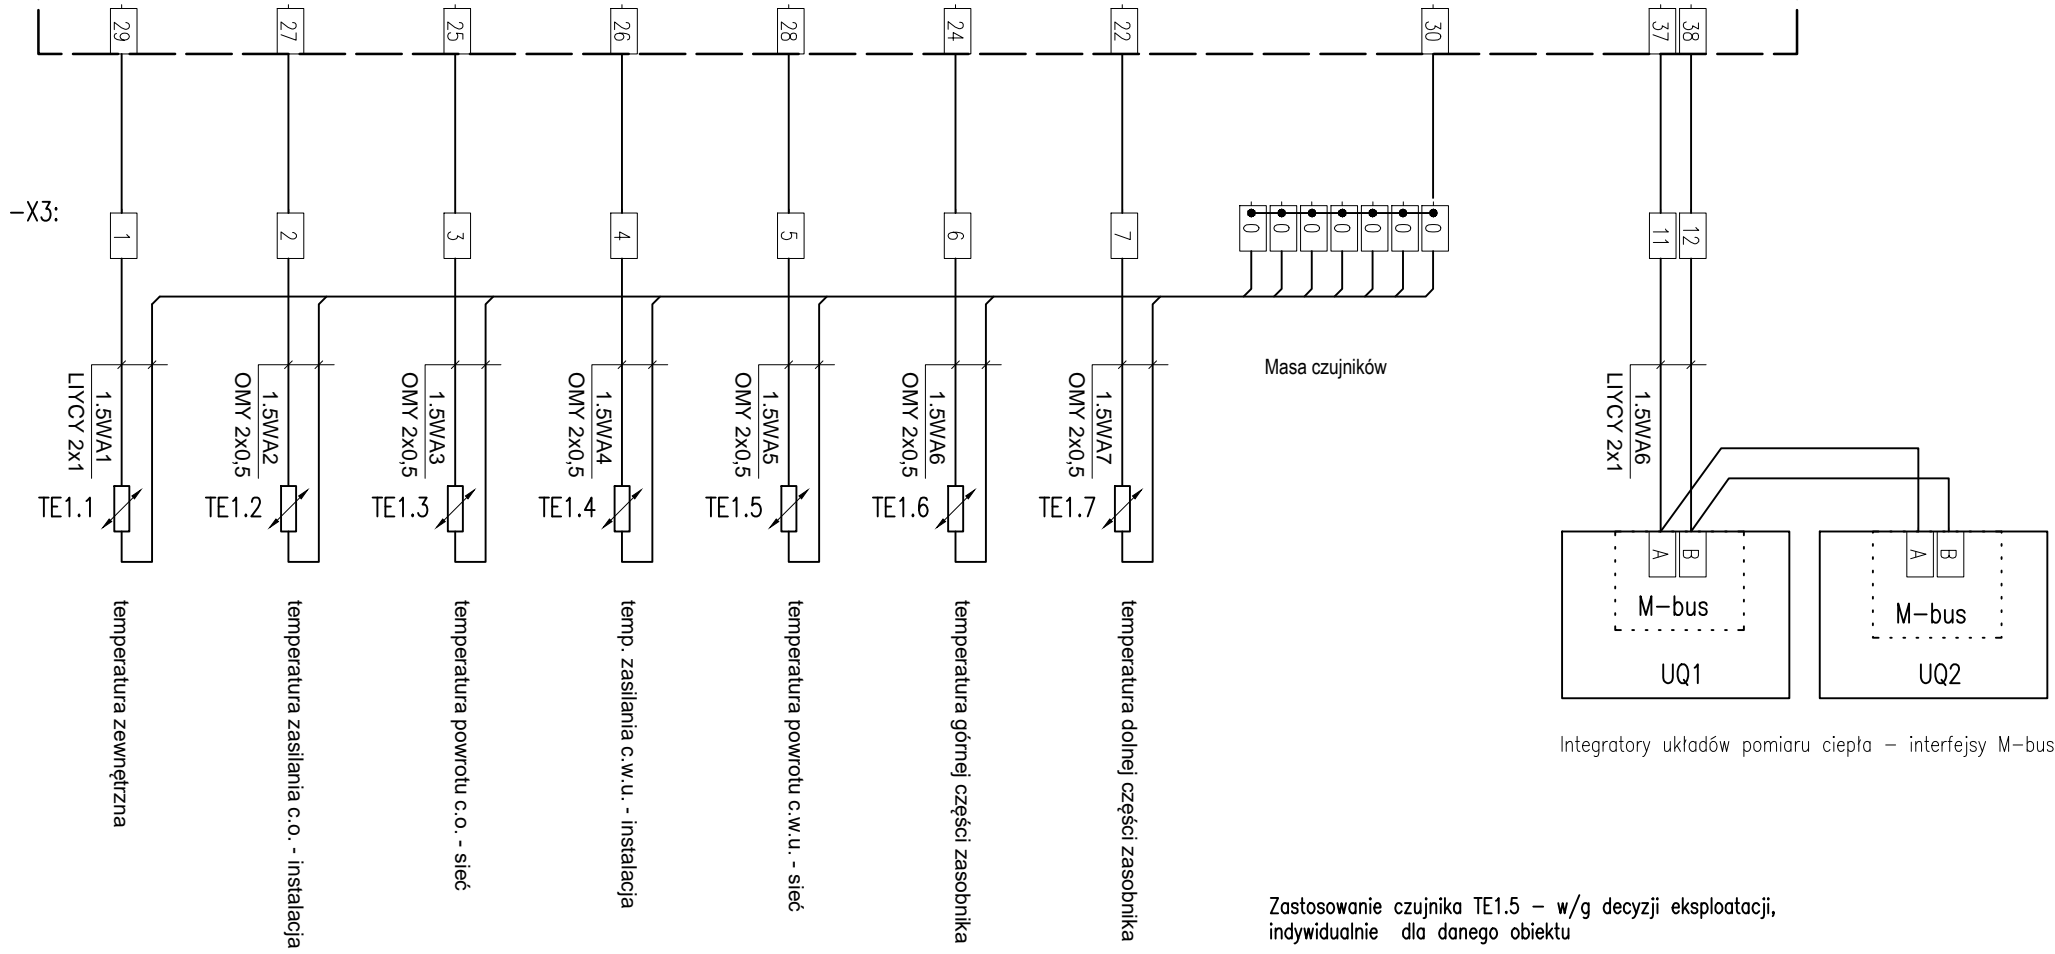 29
27
25
26
28
24
22
30
37
38
-X3:
1
2
3
4
5
6
7
0
0
0
0
0
0
0
11
12
Masa czujników
1.5WA1
LIYCY 2x1
1.5WA2
OMY 2x0,5
1.5WA3
OMY 2x0,5
1.5WA4
OMY 2x0,5
1.5WA5
OMY 2x0,5
1.5WA6
OMY 2x0,5
1.5WA7
OMY 2x0,5
1.5WA6
LIYCY 2x1
TE1.1
TE1.2
TE1.3
TE1.4
TE1.5
TE1.6
TE1.7
A
B
M-bus
UQ1
A
B
M-bus
UQ2
temperatura zewnętrzna
temperatura zasilania c.o. - instalacja
temperatura powrotu c.o. - sieć
temp. zasilania c.w.u. - instalacja
temperatura powrotu c.w.u. - sieć
temperatura górnej części zasobnika
temperatura dolnej części zasobnika
Integratory układów pomiaru ciepła - interfejsy M-bus
Zastosowanie czujnika TE1.5 - w/g decyzji eksploatacji,
indywidualnie dla danego obiektu